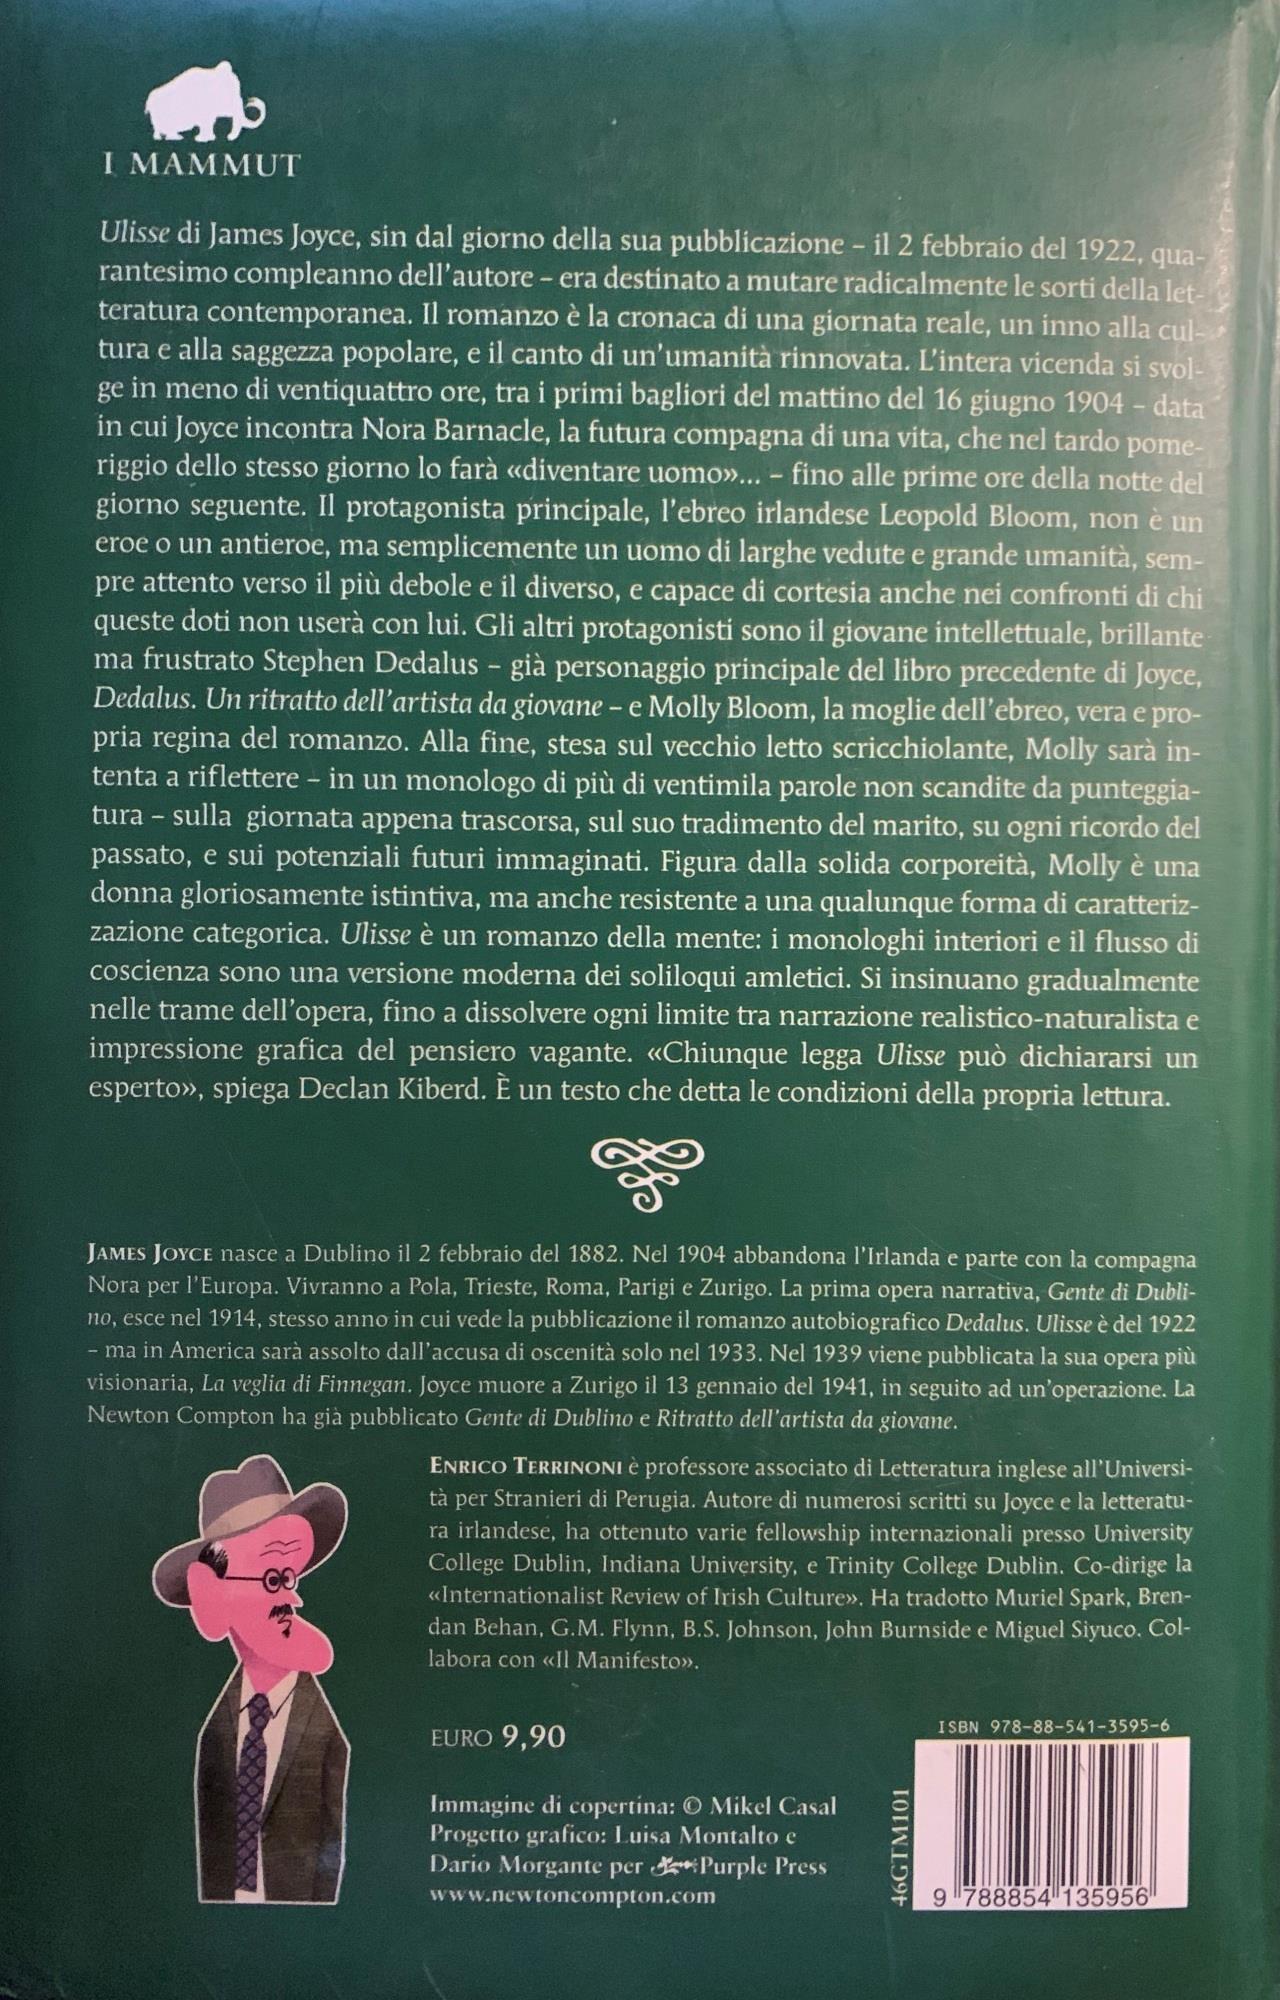 I MAMMUT
Ulisse di James Joyce, sin dal giorno della sua pubblicazione – il 2 febbraio del 1922, qua-
rantesimo compleanno dell'autore – era destinato a mutare radicalmente le sorti della let-
teratura contemporanea. Il romanzo è la cronaca di una giornata reale, un inno alla cul-
tura e alla saggezza popolare, e il canto di un'umanità rinnovata. L'intera vicenda si svol-
ge in meno di ventiquattro ore, tra i primi bagliori del mattino del 16 giugno 1904 – data
in cui Joyce incontra Nora Barnacle, la futura compagna di una vita, che nel tardo pome-
riggio dello stesso giorno lo farà «diventare uomo»... – fino alle prime ore della notte del
giorno seguente. Il protagonista principale, l'ebreo irlandese Leopold Bloom, non è un
eroe o un antieroe, ma semplicemente un uomo di larghe vedute e grande umanità, sem-
pre attento verso il più debole e il diverso, e capace di cortesia anche nei confronti di chi
queste doti non userà con lui. Gli altri protagonisti sono il giovane intellettuale, brillante
ma frustrato Stephen Dedalus – già personaggio principale del libro precedente di Joyce,
Dedalus. Un ritratto dell'artista da giovane – e Molly Bloom, la moglie dell'ebreo, vera e pro-
pria regina del romanzo. Alla fine, stesa sul vecchio letto scricchiolante, Molly sarà in-
tenta a riflettere – in un monologo di più di ventimila parole non scandite da punteggia-
tura – sulla giornata appena trascorsa, sul suo tradimento del marito, su ogni ricordo del
passato, e sui potenziali futuri immaginati. Figura dalla solida corporeità, Molly è una
donna gloriosamente istintiva, ma anche resistente a una qualunque forma di caratteriz-
zazione categorica. Ulisse è un romanzo della mente: i monologhi interiori e il flusso di
coscienza sono una versione moderna dei soliloqui amletici. Si insinuano gradualmente
nelle trame dell'opera, fino a dissolvere ogni limite tra narrazione realistico-naturalista e
impressione grafica del pensiero vagante. «Chiunque legga Ulisse può dichiararsi un
esperto», spiega Declan Kiberd. È un testo che detta le condizioni della propria lettura.
JAMES JOYCE nasce a Dublino il 2 febbraio del 1882. Nel 1904 abbandona l'Irlanda e parte con la compagna
Nora per l'Europa. Vivranno a Pola, Trieste, Roma, Parigi e Zurigo. La prima opera narrativa, Gente di Dubli-
no, esce nel 1914, stesso anno in cui vede la pubblicazione il romanzo autobiografico Dedalus. Ulisse è del 1922
– ma in America sarà assolto dall'accusa di oscenità solo nel 1933. Nel 1939 viene pubblicata la sua opera più
visionaria, La veglia di Finnegan. Joyce muore a Zurigo il 13 gennaio del 1941, in seguito ad un'operazione. La
Newton Compton ha già pubblicato Gente di Dublino e Ritratto dell'artista da giovane.
ENRICO TERRINONI è professore associato di Letteratura inglese all'Universi-
tà per Stranieri di Perugia. Autore di numerosi scritti su Joyce e la letteratu-
ra irlandese, ha ottenuto varie fellowship internazionali presso University
College Dublin, Indiana University, e Trinity College Dublin. Co-dirige la
«Internationalist Review of Irish Culture». Ha tradotto Muriel Spark, Bren-
dan Behan, G.M. Flynn, B.S. Johnson, John Burnside e Miguel Siyuco. Col-
labora con «Il Manifesto».
EURO 9,90
Immagine di copertina: © Mikel Casal
Progetto grafico: Luisa Montalto e
Dario Morgante per Purple Press
www.newtoncompton.com
ISBN 978-88-541-3595-6
46GTM101
9 788854 135956